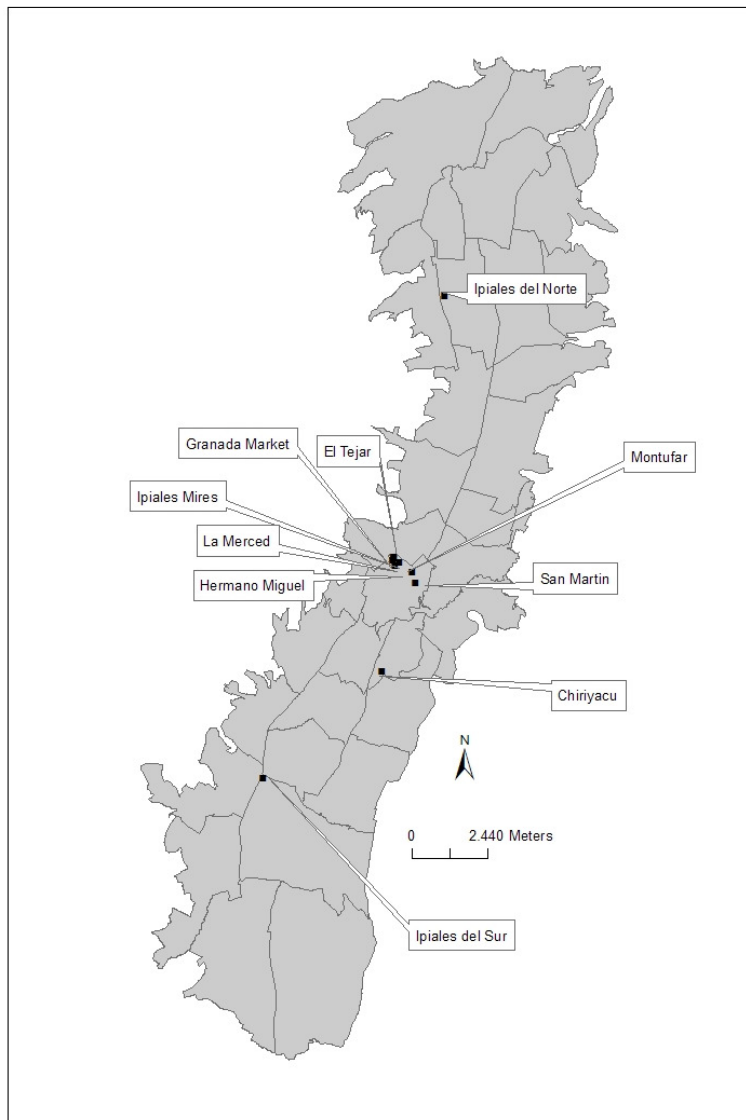 Ipiales del Norte
Granada Market
El Tejar
Montufar
Ipiales Mires
La Merced
Hermano Miguel
San Martin
Chiriyacu
N
0 2.440 Meters
Ipiales del Sur